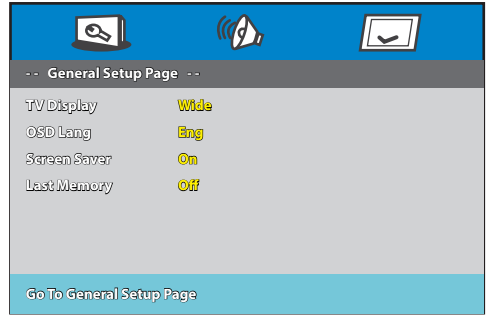 - - General Setup Page - -
TV Display Wide
OSD Lang Eng
Screen Saver On
Last Memory Off
Go To General Setup Page